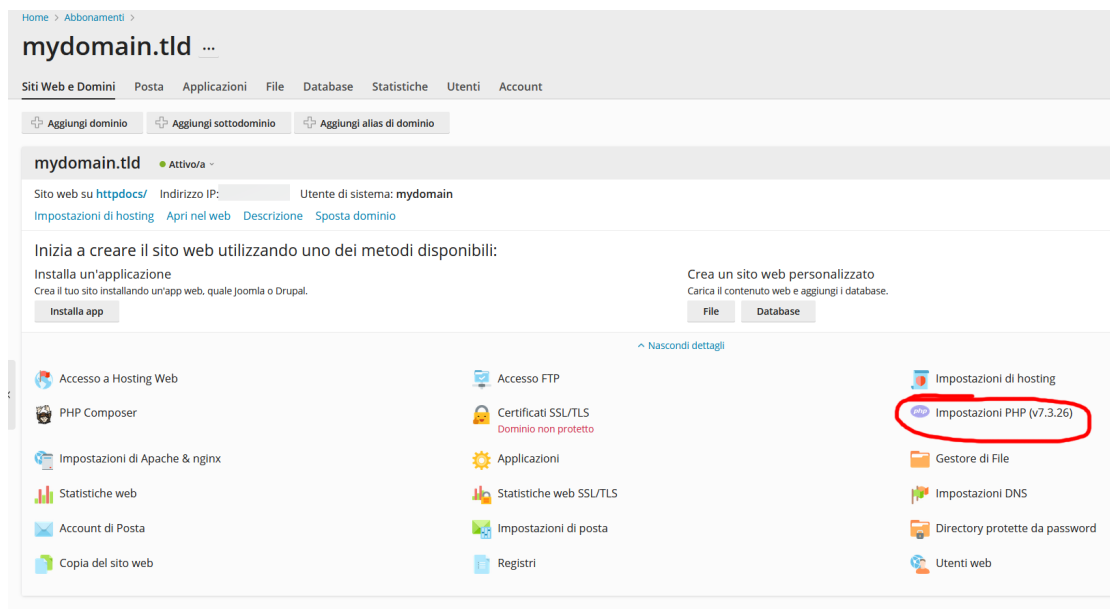 Home > Abbonamenti >
mydomain.tld ...
Siti Web e Domini Posta Applicazioni File Database Statistiche Utenti Account
Aggiungi dominio Aggiungi sottodominio Aggiungi alias di dominio
mydomain.tld Attivo/a
Sito web su httpdocs/ Indirizzo IP: Utente di sistema: mydomain
Impostazioni di hosting Apri nel web Descrizione Sposta dominio
Inizia a creare il sito web utilizzando uno dei metodi disponibili:
Installa un'applicazione
Crea il tuo sito installando un'app web, quale Joomla o Drupal.
Installa app
Crea un sito web personalizzato
Carica il contenuto web e aggiungi i database.
File Database
Nascondi dettagli
Accesso a Hosting Web Accesso FTP Impostazioni di hosting
PHP Composer Certificati SSL/TLS php Impostazioni PHP (v7.3.26)
Dominio non protetto
Impostazioni di Apache & nginx Applicazioni Gestore di File
Statistiche web Statistiche web SSL/TLS Impostazioni DNS
Account di Posta Impostazioni di posta Directory protette da password
Copia del sito web Registri Utenti web